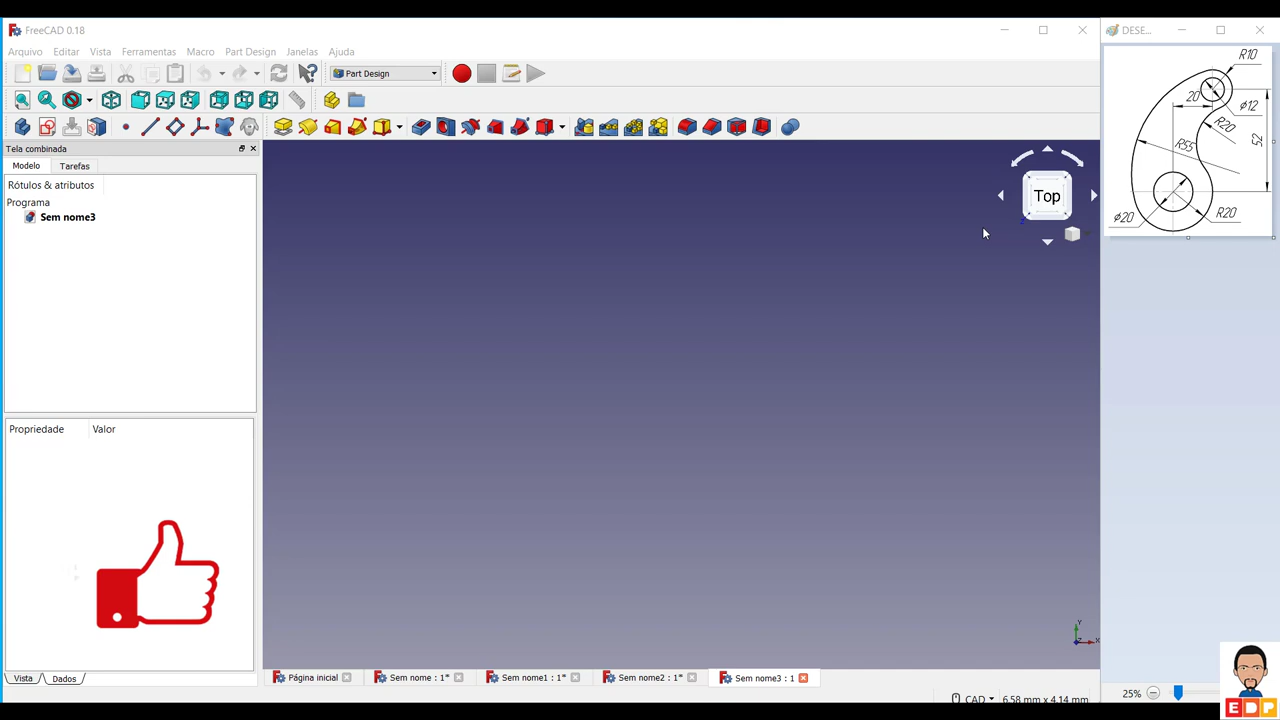 FreeCAD 0.18
DESE...
Arquivo Editar Vista Ferramentas Macro Part Design Janelas Ajuda
Part Design
Tela combinada
Modelo Tarefas
Rótulos & atributos
Programa
Sem nome3
Propriedade Valor
Vista Dados
Top
Y
X
Página inicial Sem nome : 1* Sem nome1 : 1* Sem nome2 : 1* Sem nome3 : 1
CAD 6.58 mm x 4.14 mm
R10
20
ϕ12
R20
52
R55
ϕ20
R20
25%
EDP